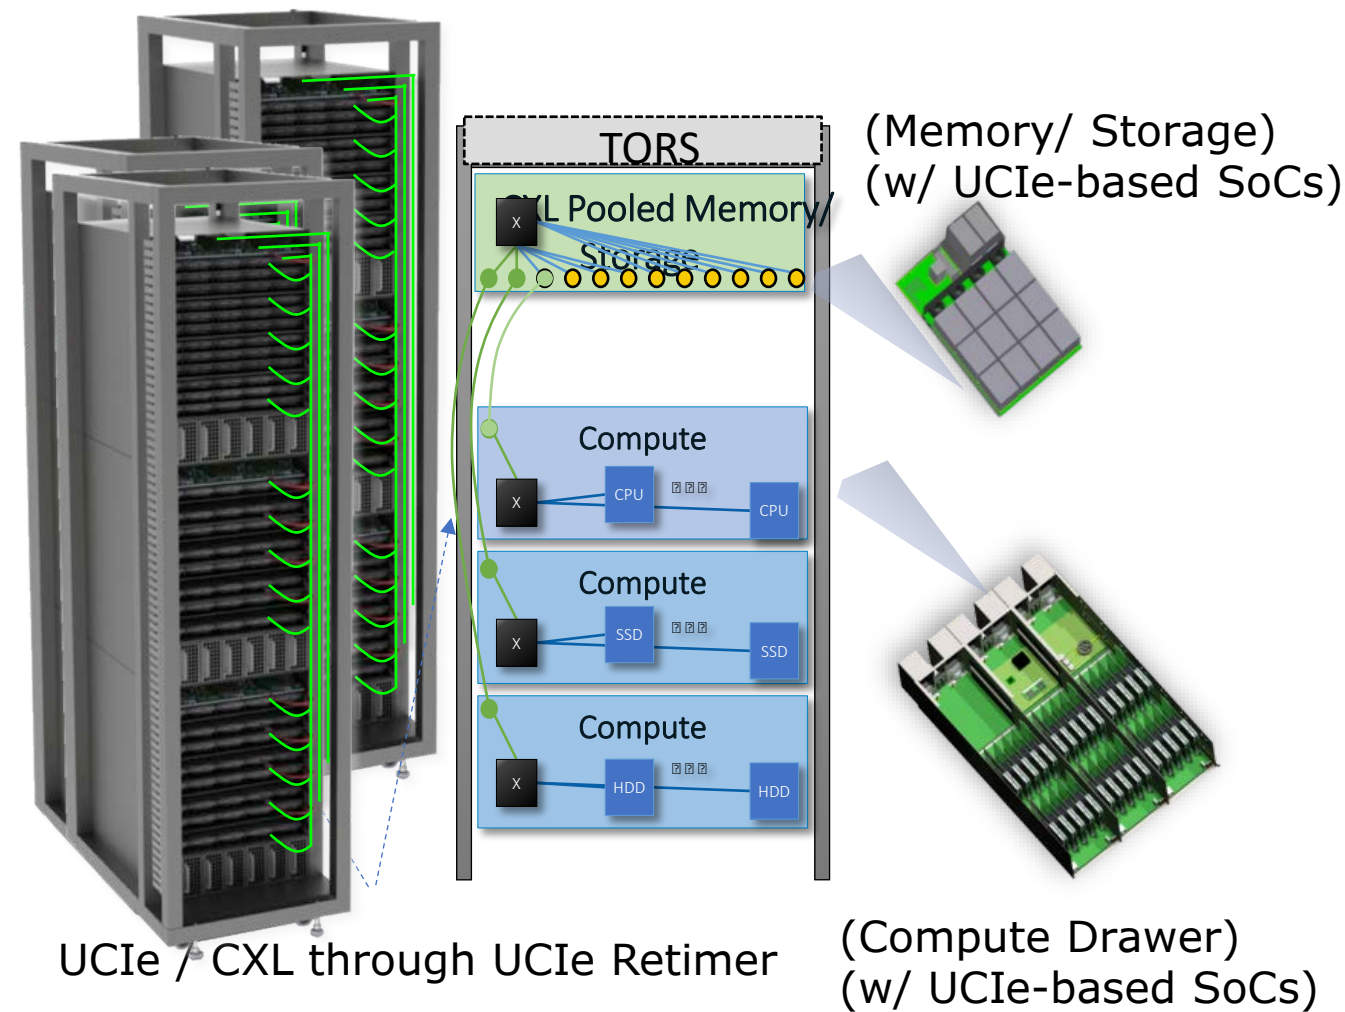 TORS
(Memory/ Storage)
(w/ UCIe-based SoCs)
CXL Pooled Memory/
Storage
X
Compute
X
CPU
CPU
Compute
X
SSD
SSD
Compute
X
HDD
HDD
UCIe / CXL through UCIe Retimer
(Compute Drawer)
(w/ UCIe-based SoCs)